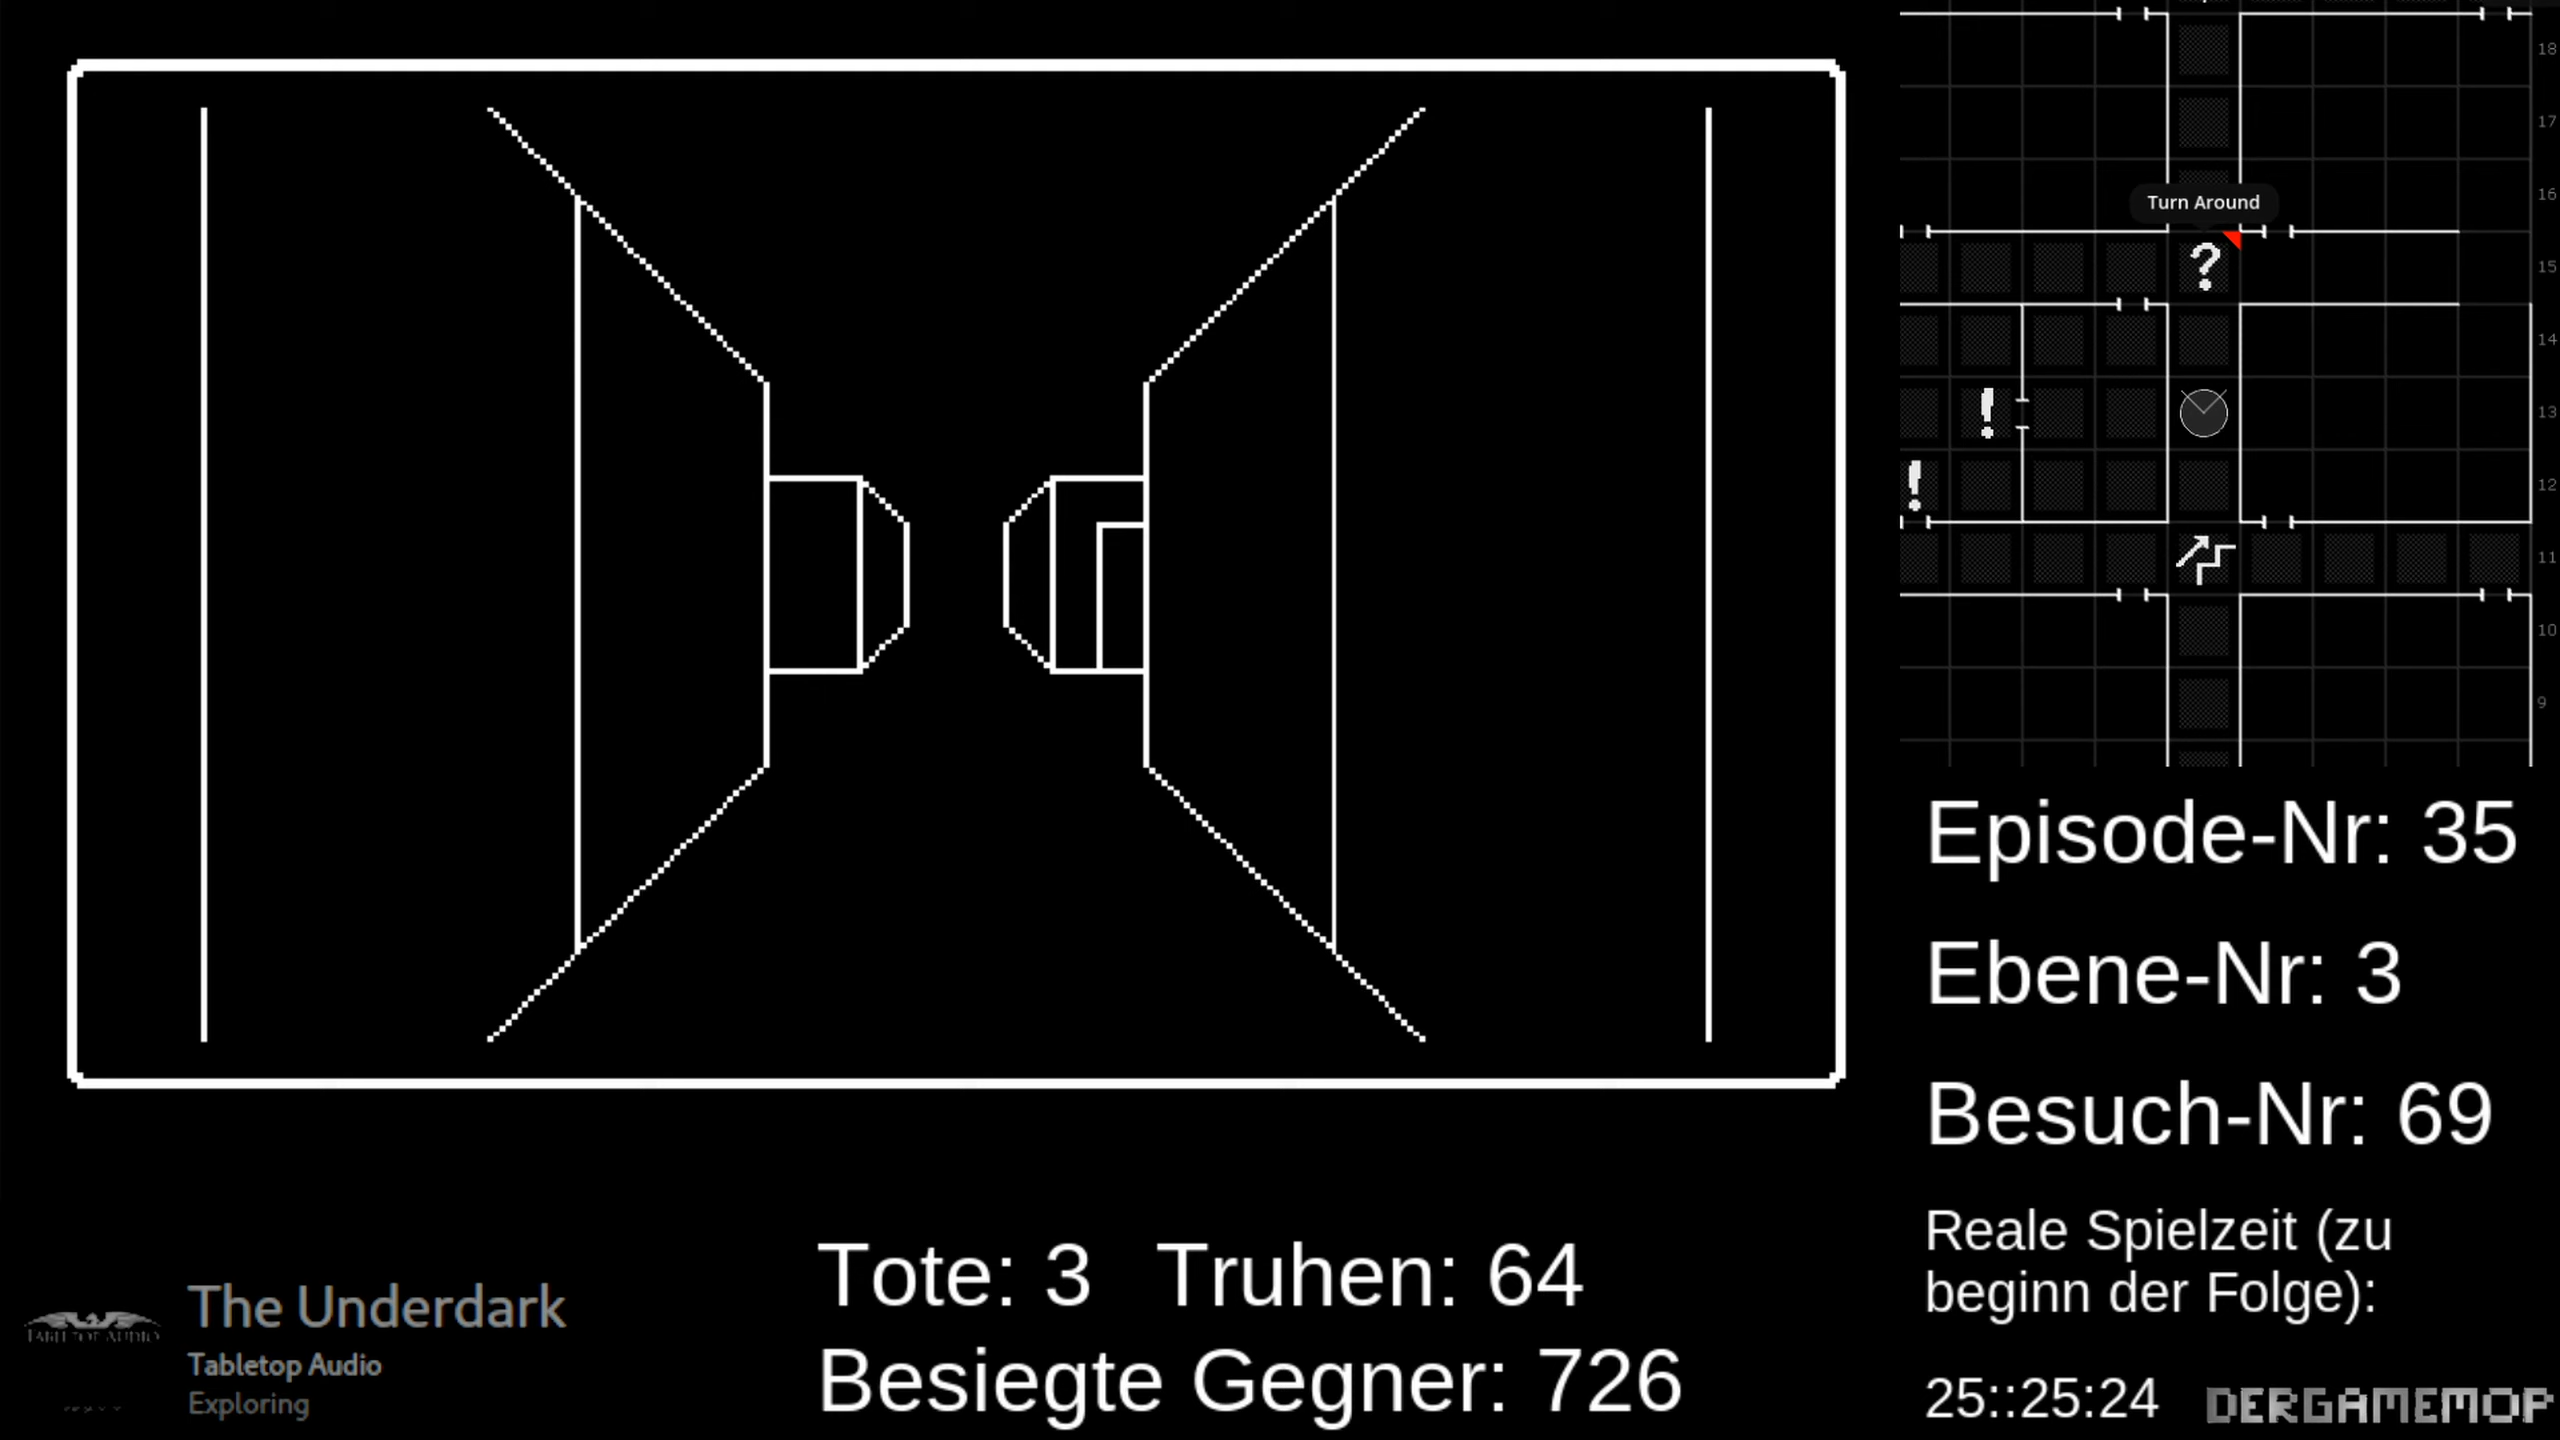 18
17
16
Turn Around
15
?
14
!
13
!
12
11
10
9
Episode-Nr: 35
Ebene-Nr: 3
Besuch-Nr: 69
Reale Spielzeit (zu
beginn der Folge):
25::25:24
DERGAMEMOP
Tote: 3 Truhen: 64
Besiegte Gegner: 726
TABLETOP AUDIO
The Underdark
Tabletop Audio
Exploring